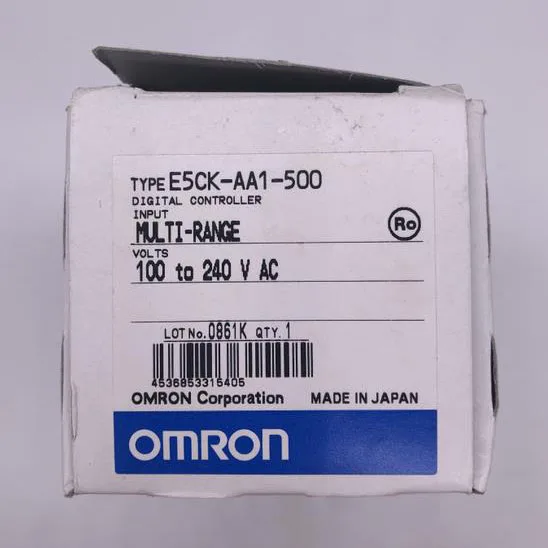 TYPE E5CK-AA1-500
DIGITAL CONTROLLER
INPUT
MULTI-RANGE
Ro
VOLTS
100 to 240 V AC
LOT No. 0861K QTY. 1
4536853315405
OMRON Corporation MADE IN JAPAN
OMRON